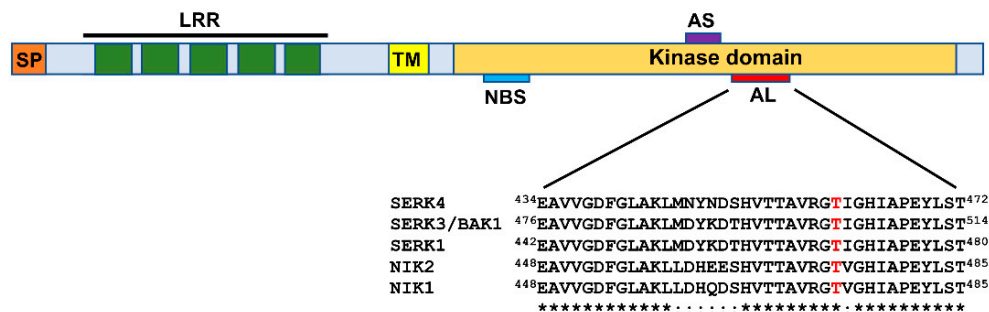 LRR AS
SP TM Kinase domain
NBS AL
SERK4 434EAVVGDFGLAKLMNYNDSHVTTAVRGTIGHIAPEYLST472
SERK3/BAK1 476EAVVGDFGLAKLMDYKDTHVTTAVRGTIGHIAPEYLST514
SERK1 442EAVVGDFGLAKLMDYKDTHVTTAVRGTIGHIAPEYLST480
NIK2 448EAVVGDFGLAKLLDHEESHVTTAVRGTVGHIAPEYLST485
NIK1 448EAVVGDFGLAKLLDHQDSHVTTAVRGTVGHIAPEYLST485
************······*********·**********